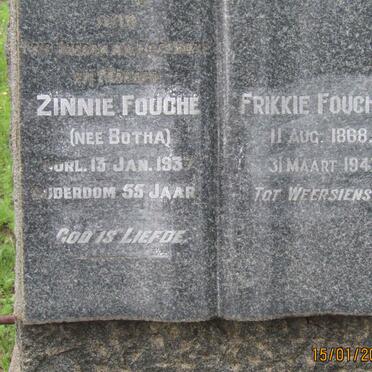 ZINNIE FOUCHE
(NEE BOTHA)
OORL. 13 JAN. 193
OUDERDOM 55 JAAR
GOD IS LIEFDE.
FRIKKIE FOUCH
11 AUG. 1868.
31 MAART 194
TOT WEERSIENS
15/01/20